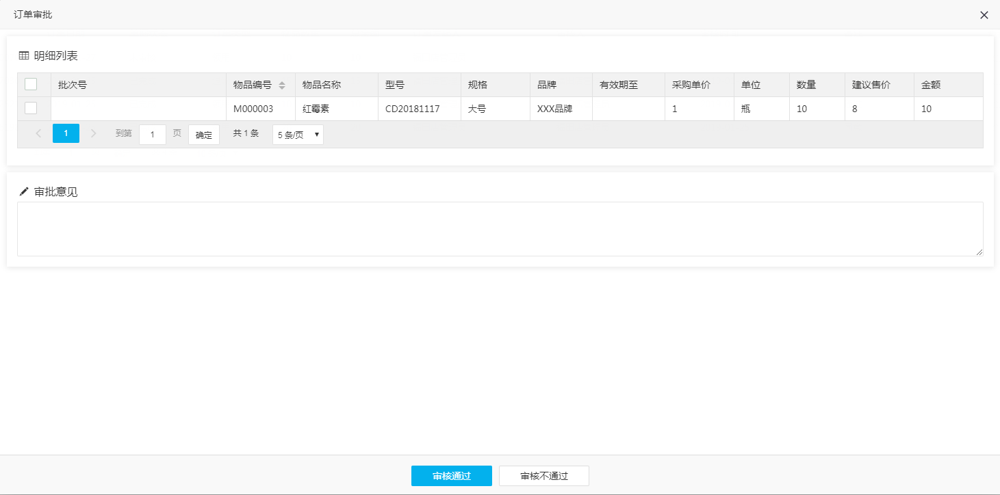 订单审批
明细列表
批次号 物品编号 物品名称 型号 规格 品牌 有效期至 采购单价 单位 数量 建议售价 金额
M000003 红霉素 CD20181117 大号 XXX品牌 1 瓶 10 8 10
1 到第 1 页 确定 共 1 条 5 条/页
审批意见
审核通过 审核不通过